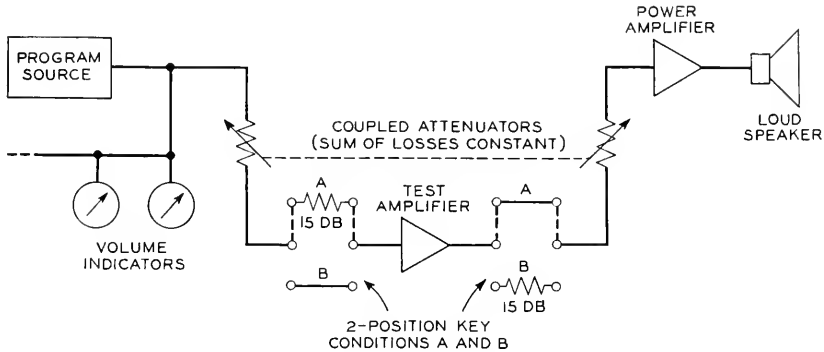 POWER
AMPLIFIER
PROGRAM
SOURCE
LOUD
SPEAKER
COUPLED ATTENUATORS
(SUM OF LOSSES CONSTANT)
A
15 DB
TEST
AMPLIFIER
A
VOLUME
INDICATORS
B
B
15 DB
2-POSITION KEY
CONDITIONS A AND B